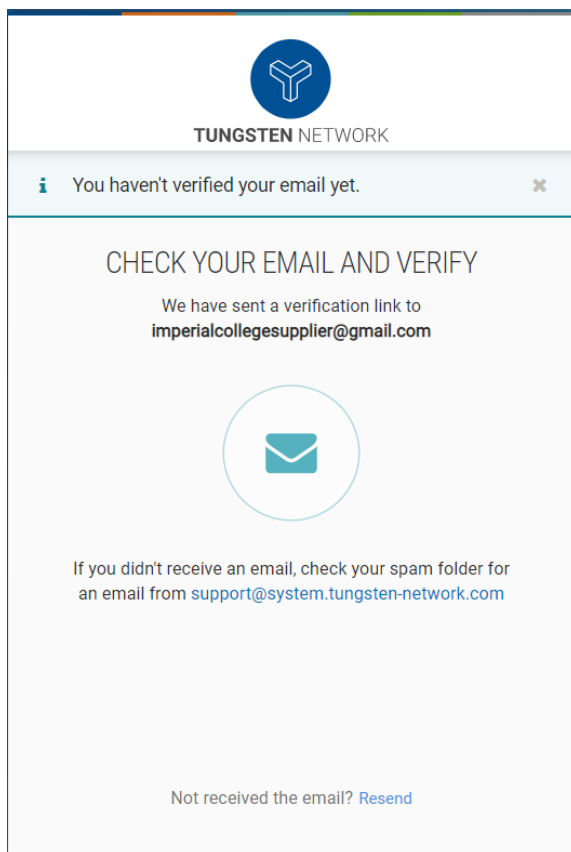 TUNGSTEN NETWORK
You haven't verified your email yet.
CHECK YOUR EMAIL AND VERIFY
We have sent a verification link to
imperialcollegesupplier@gmail.com
If you didn't receive an email, check your spam folder for
an email from support@system.tungsten-network.com
Not received the email? Resend